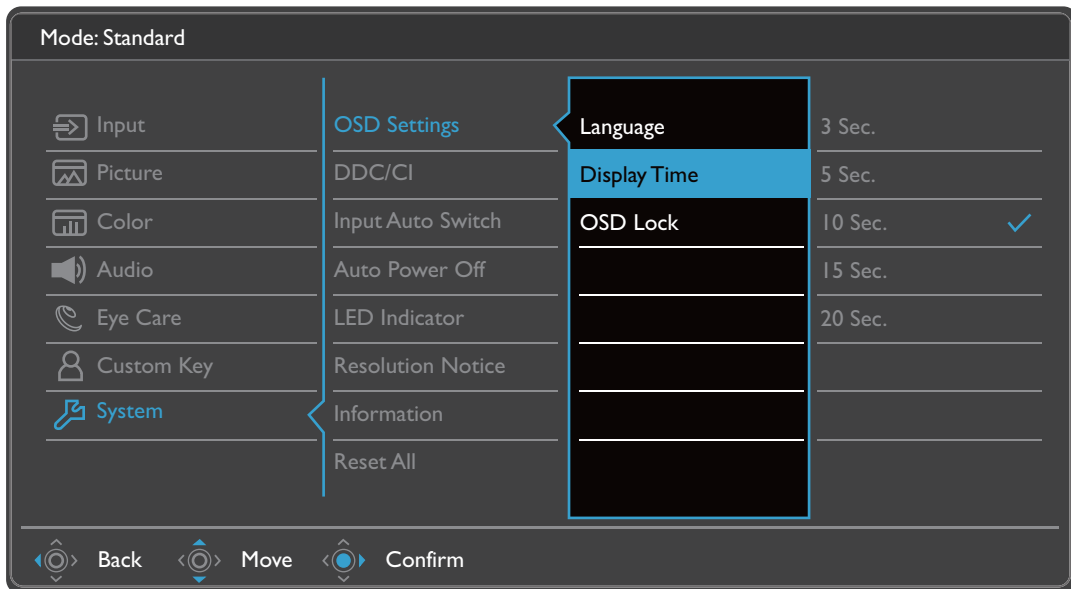 Mode: Standard
Input
Picture
Color
Audio
Eye Care
Custom Key
System
OSD Settings
DDC/CI
Input Auto Switch
Auto Power Off
LED Indicator
Resolution Notice
Information
Reset All
Language
Display Time
OSD Lock
3 Sec.
5 Sec.
10 Sec.
15 Sec.
20 Sec.
Back Move Confirm